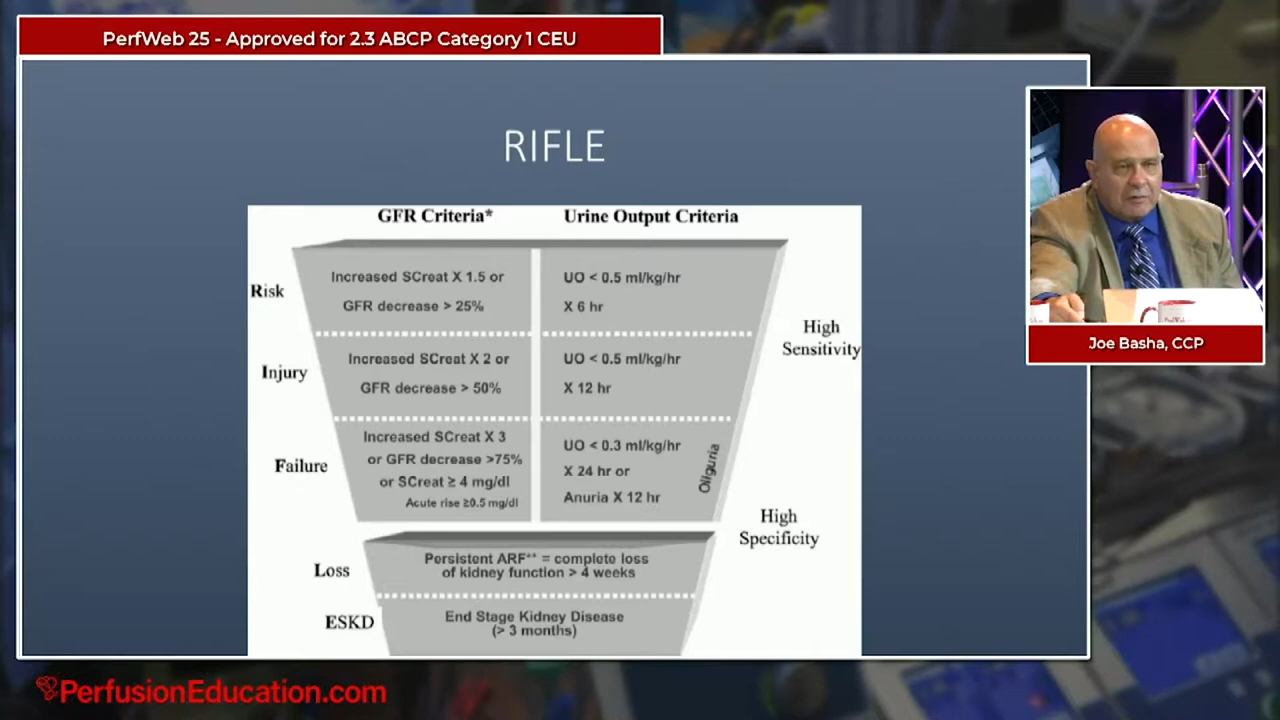 PerfWeb 25 - Approved for 2.3 ABCP Category 1 CEU
RIFLE
GFR Criteria*
Urine Output Criteria
Risk
Increased SCreat X 1.5 or
GFR decrease > 25%
UO < 0.5 ml/kg/hr
X 6 hr
High
Sensitivity
Injury
Increased SCreat X 2 or
GFR decrease > 50%
UO < 0.5 ml/kg/hr
X 12 hr
Failure
Increased SCreat X 3
or GFR decrease >75%
or SCreat ≥ 4 mg/dl
Acute rise ≥0.5 mg/dl
UO < 0.3 ml/kg/hr
X 24 hr or
Anuria X 12 hr
Oliguria
High
Specificity
Loss
Persistent ARF** = complete loss
of kidney function > 4 weeks
ESKD
End Stage Kidney Disease
(> 3 months)
Joe Basha, CCP
PerfusionEducation.com